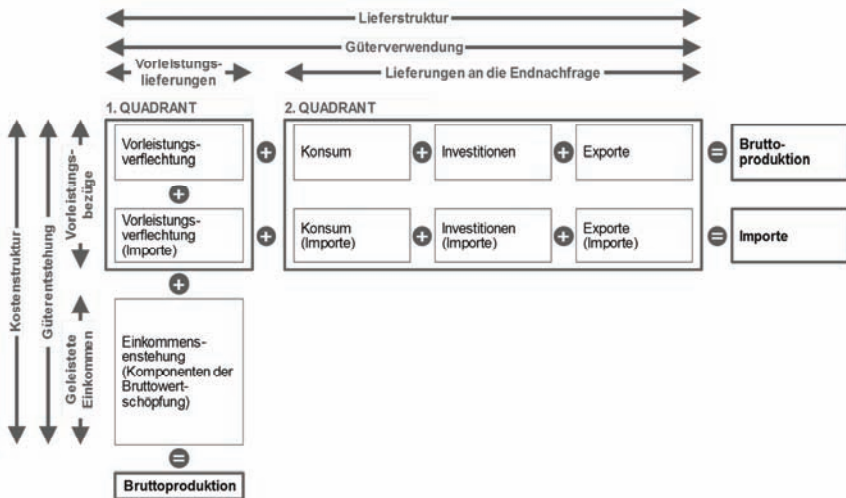 Lieferstruktur
Güterverwendung
Vorleistungs-
lieferungen
Lieferungen an die Endnachfrage
1. QUADRANT
2. QUADRANT
Kostenstruktur
Güterentstehung
Vorleistungs-
bezüge
Vorleistungs-
verflechtung
+
Konsum
+
Investitionen
+
Exporte
=
Brutto-
produktion
+
Vorleistungs-
verflechtung
(Importe)
+
Konsum
(Importe)
+
Investitionen
(Importe)
+
Exporte
(Importe)
=
Importe
+
Geleistete
Einkommen
Einkommens-
enstehung
(Komponenten der
Bruttowert-
schöpfung)
=
Bruttoproduktion